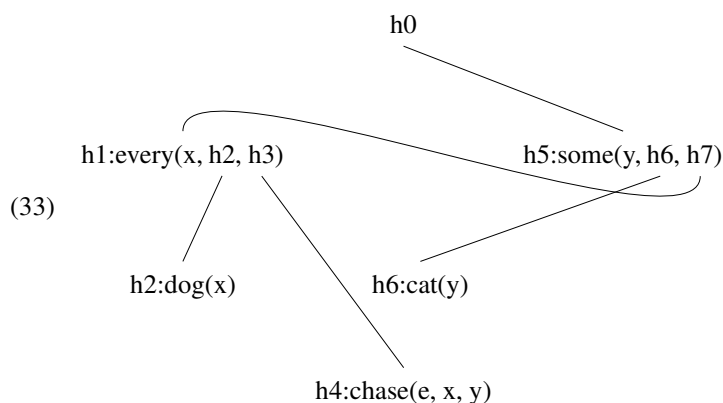 h0
h1:every(x, h2, h3) h5:some(y, h6, h7)
(33)
h2:dog(x) h6:cat(y)
h4:chase(e, x, y)